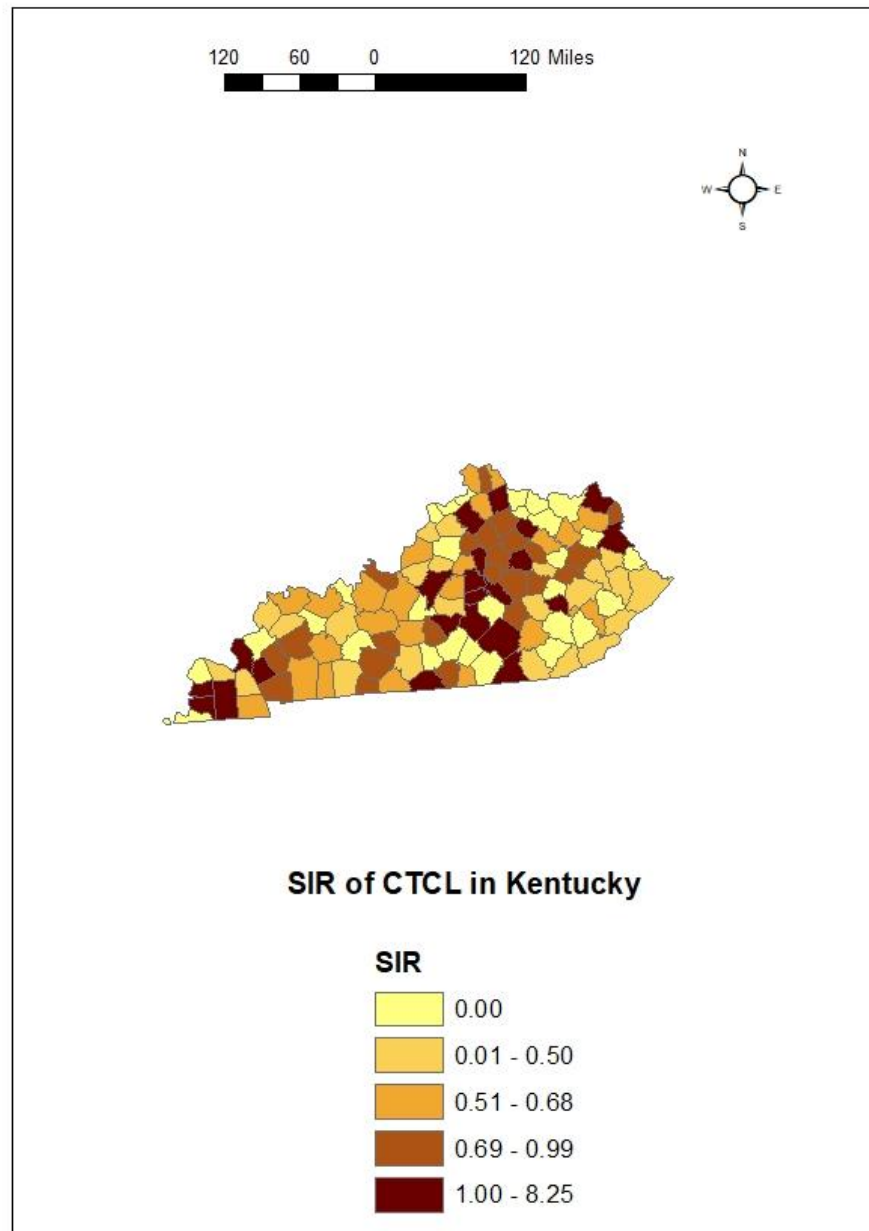 120 60 0 120 Miles
N
W E
S
SIR of CTCL in Kentucky
SIR
0.00
0.01 - 0.50
0.51 - 0.68
0.69 - 0.99
1.00 - 8.25